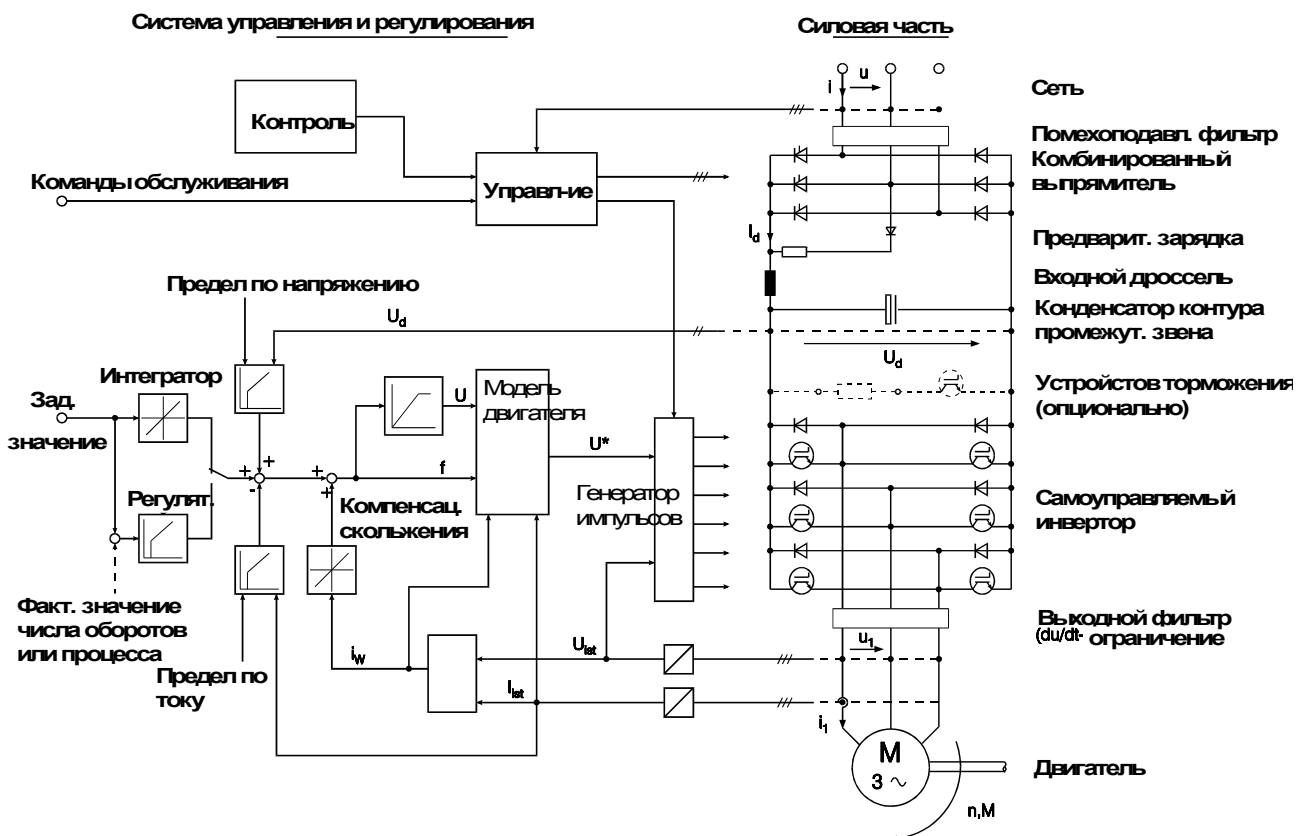 Система управления и регулирования
Силовая часть
i
u
Сеть
Контроль
Помехоподавл. фильтр
Комбинированный
выпрямитель
Команды обслуживания
Управл-ие
I_d
Предварит. зарядка
Предел по напряжению
Входной дроссель
U_d
Конденсатор контура
промежут. звена
U_d
Интегратор
Устройстов торможения
(опционально)
Зад.
значение
U
Модель
двигателя
U*
+
+
-
+
+
f
Регулят.
Компенсац.
скольжения
Генератор
импульсов
Самоуправляемый
инвертор
Факт. значение
числа оборотов
или процесса
Предел по
току
i_W
U_ist
I_ist
Выходной фильтр
(du/dt- ограничение
u_1
i_1
M
3 ~
Двигатель
n,M